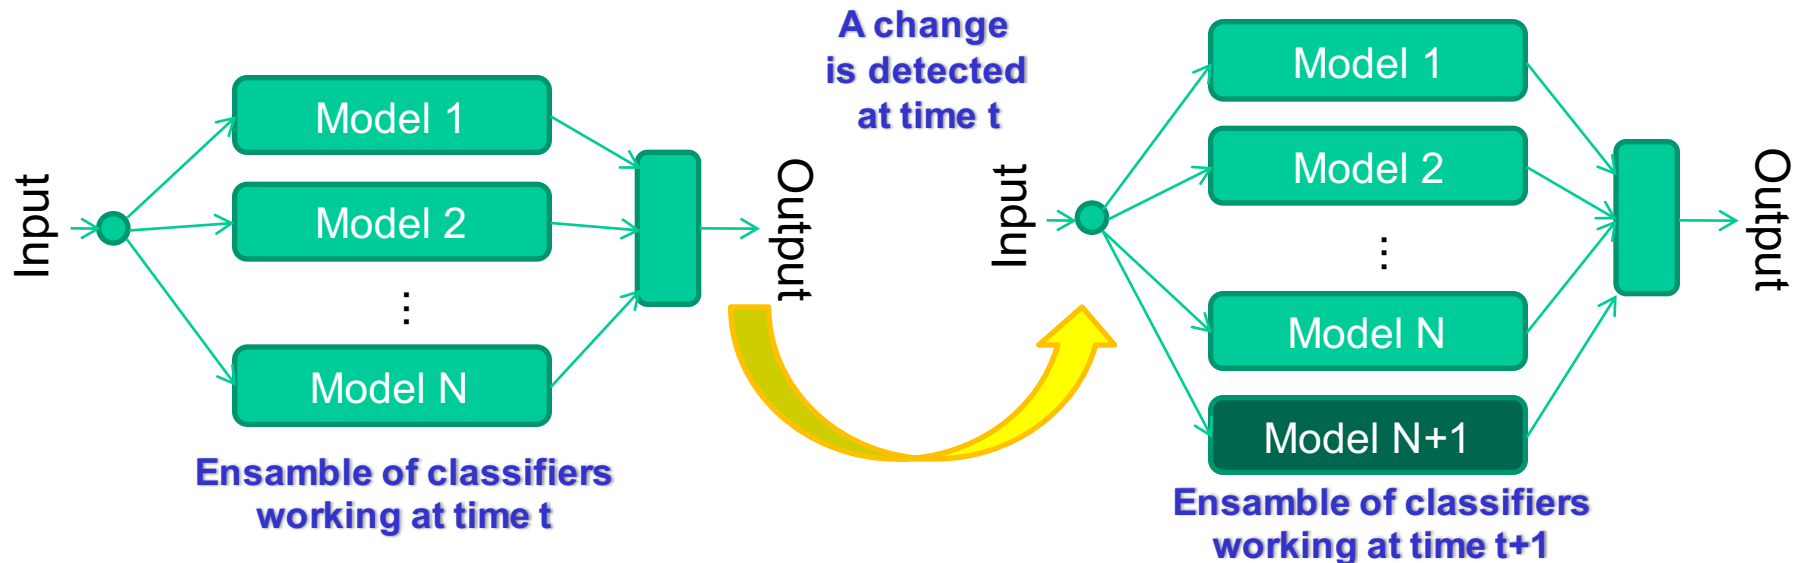 Input
Model 1
Model 2
...
Model N
Output
Ensamble of classifiers
working at time t
A change
is detected
at time t
Input
Model 1
Model 2
...
Model N
Model N+1
Output
Ensamble of classifiers
working at time t+1